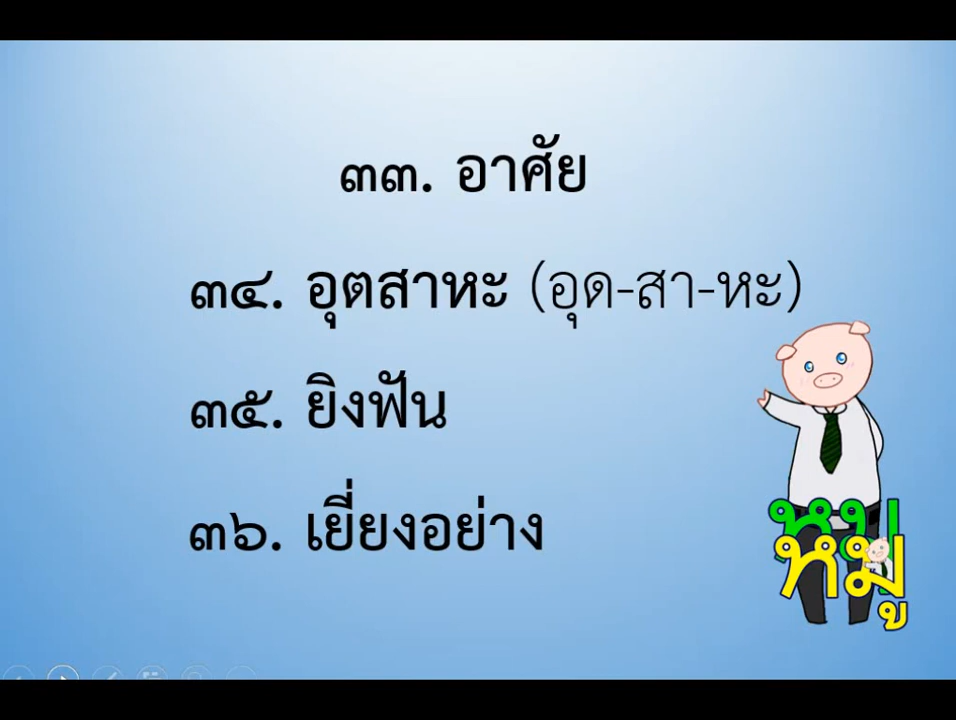 ๓๓. อาศัย
๓๔. อุตสาหะ (อุด-สา-หะ)
๓๕. ยิงฟัน
๓๖. เยี่ยงอย่าง
หมู
หมู